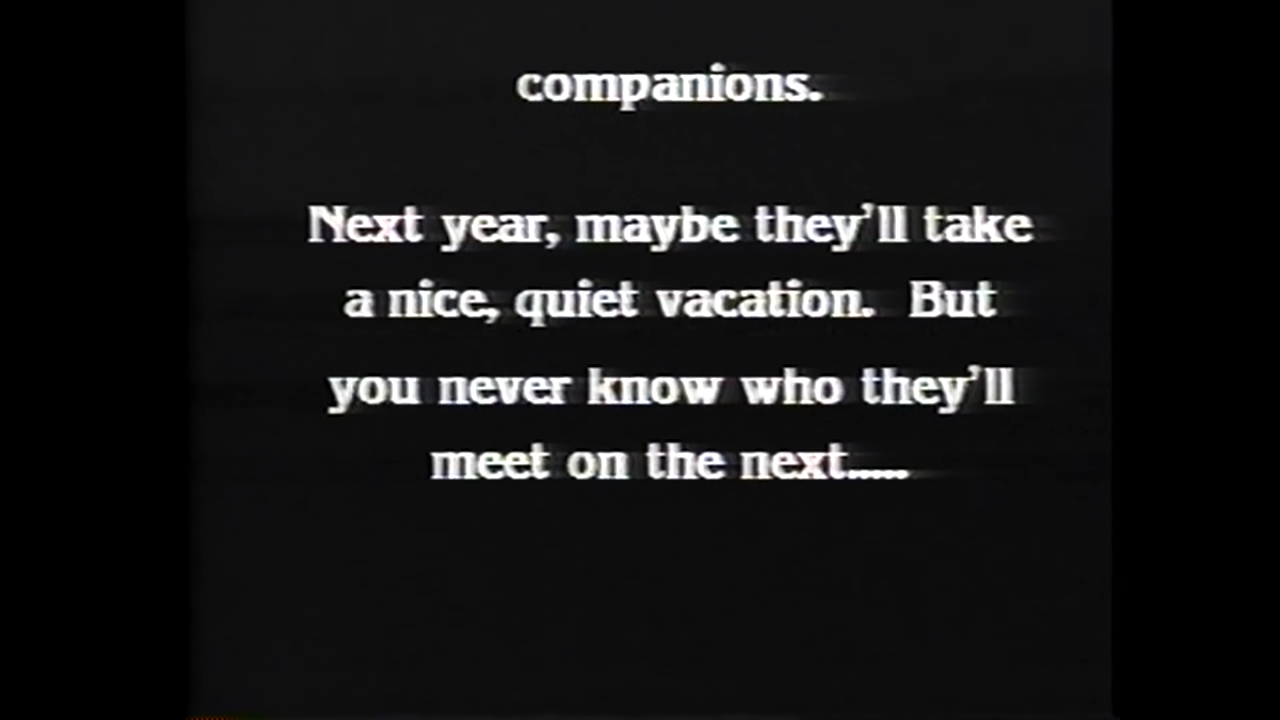 companions.
Next year, maybe they'll take
a nice, quiet vacation.  But
you never know who they'll
meet on the next.....